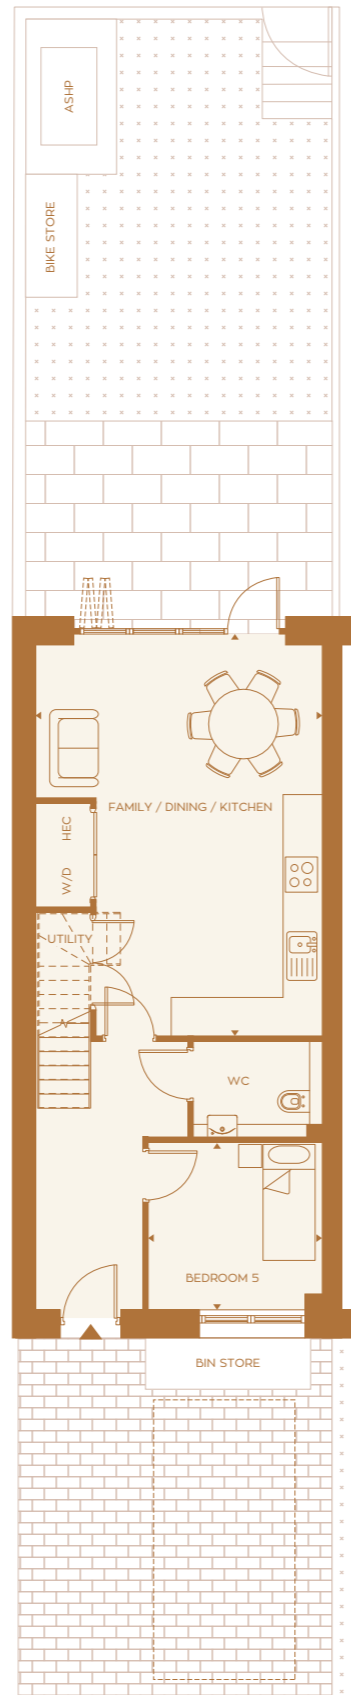 ASHP
BIKE STORE
FAMILY / DINING / KITCHEN
HEC
W/D
UTILITY
WC
BEDROOM 5
BIN STORE